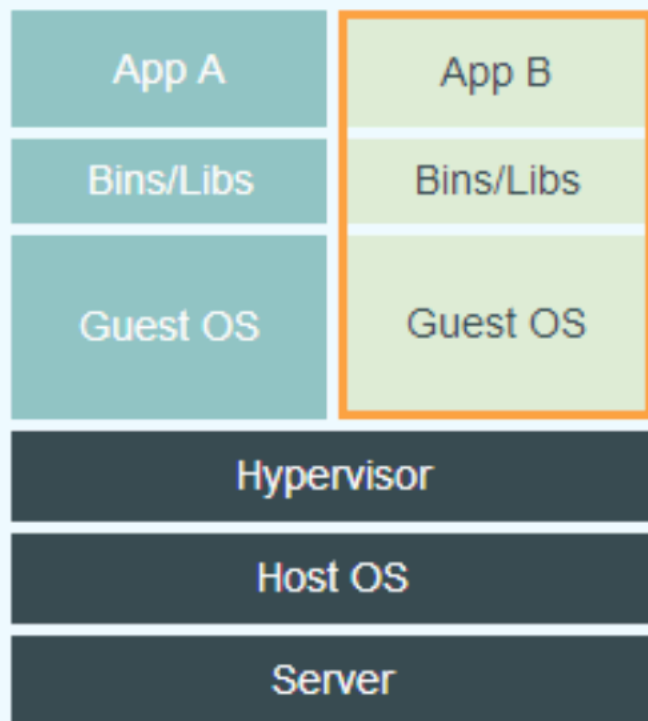 App A
App B
Bins/Libs
Bins/Libs
Guest OS
Guest OS
Hypervisor
Host OS
Server